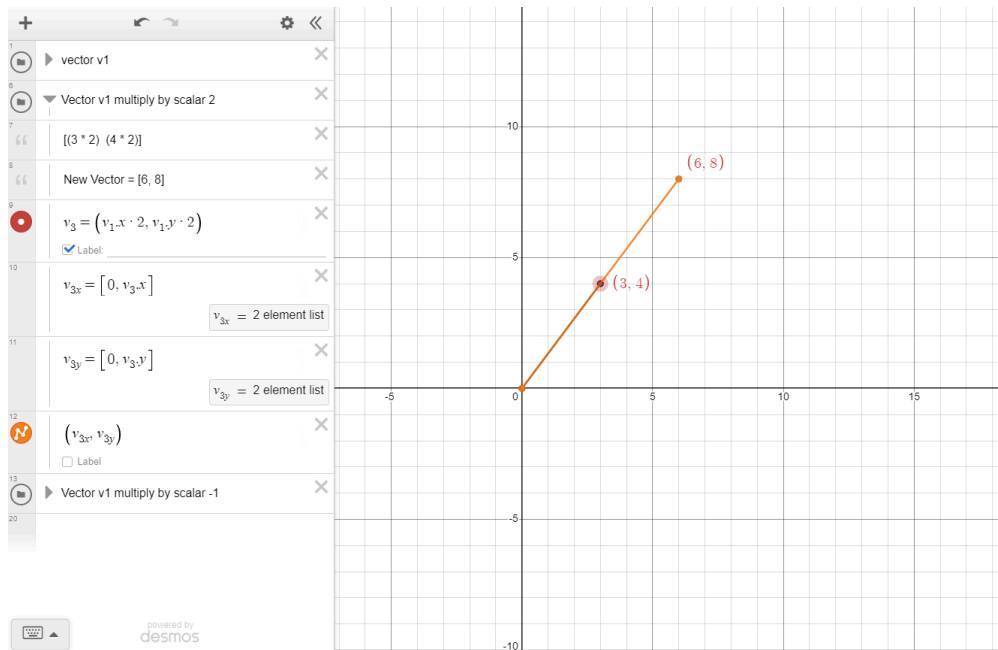 1
vector v1
6
Vector v1 multiply by scalar 2
7
[(3 * 2) (4 * 2)]
8
New Vector = [6, 8]
9
v₃ = (v₁.x · 2, v₁.y · 2)
Label:
10
v₃ₓ = [0, v₃.x]
v₃ₓ = 2 element list
11
v₃ᵧ = [0, v₃.y]
v₃ᵧ = 2 element list
12
(v₃ₓ, v₃ᵧ)
Label
13
Vector v1 multiply by scalar -1
20
powered by
desmos
10
(6, 8)
5
(3, 4)
-5 0 5 10 15
-5
-10